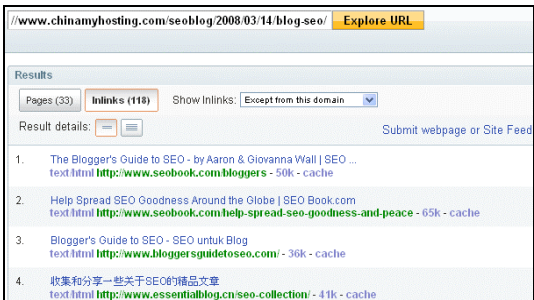 //www.chinamyhosting.com/seoblog/2008/03/14/blog-seo/ Explore URL
Results
Pages (33) Inlinks (118) Show Inlinks: Except from this domain
Result details: Submit webpage or Site Feed
1. The Blogger's Guide to SEO - by Aaron & Giovanna Wall | SEO ...
text/html http://www.seobook.com/bloggers - 50k - cache
2. Help Spread SEO Goodness Around the Globe | SEO Book.com
text/html http://www.seobook.com/help-spread-seo-goodness-and-peace - 65k - cache
3. Blogger's Guide to SEO - SEO untuk Blog
text/html http://www.bloggersguidetoseo.com/ - 36k - cache
4. 收集和分享一些关于SEO的精品文章
text/html http://www.essentialblog.cn/seo-collection/ - 41k - cache